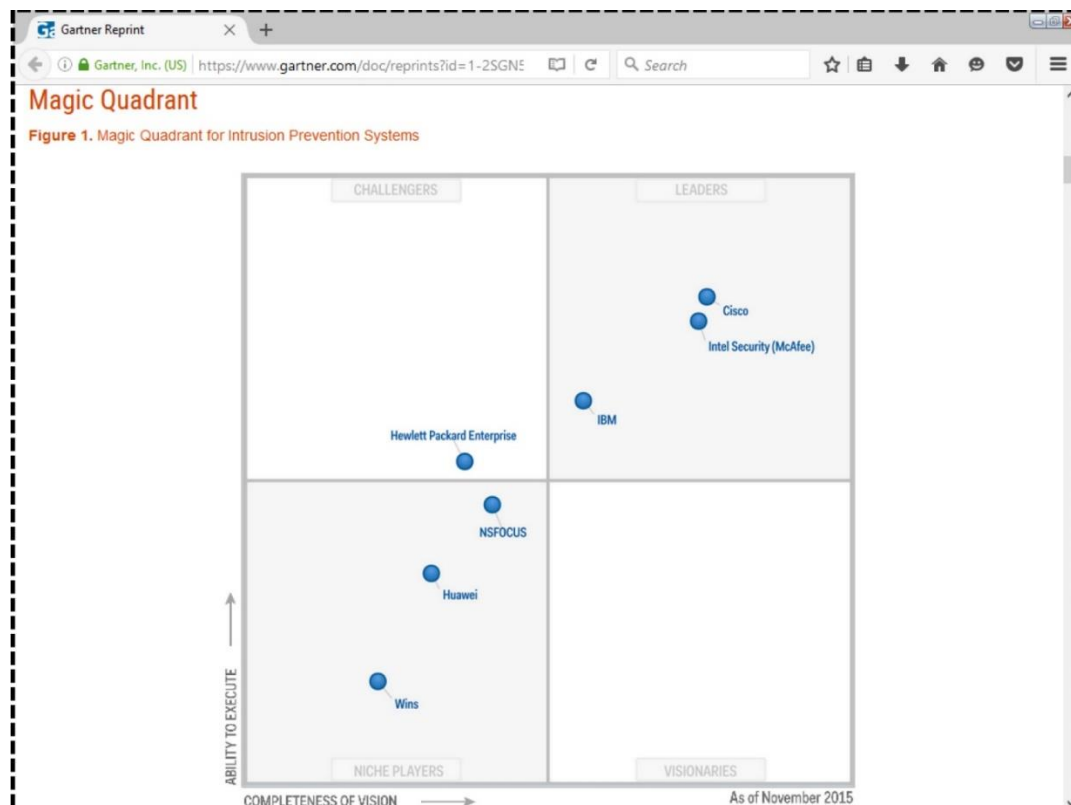 Gartner Reprint
Gartner, Inc. (US) https://www.gartner.com/doc/reprints?id=1-2SGN5 Search
Magic Quadrant
Figure 1. Magic Quadrant for Intrusion Prevention Systems
CHALLENGERS LEADERS
Cisco
Intel Security (McAfee)
IBM
Hewlett Packard Enterprise
NSFOCUS
Huawei
Wins
ABILITY TO EXECUTE
NICHE PLAYERS VISIONARIES
COMPLETENESS OF VISION As of November 2015